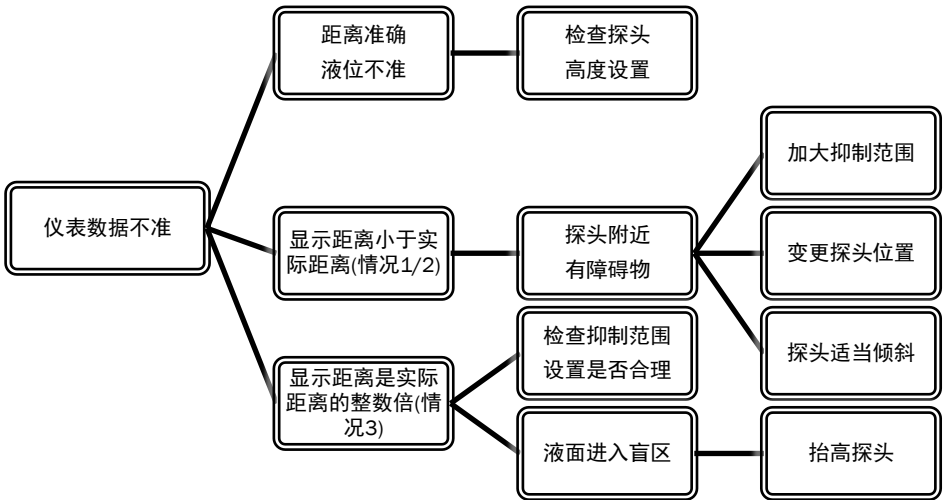 仪表数据不准
距离准确
液位不准
检查探头
高度设置
显示距离小于实
际距离(情况1/2)
探头附近
有障碍物
加大抑制范围
变更探头位置
探头适当倾斜
显示距离是实际
距离的整数倍(情
况3)
检查抑制范围
设置是否合理
液面进入盲区
抬高探头